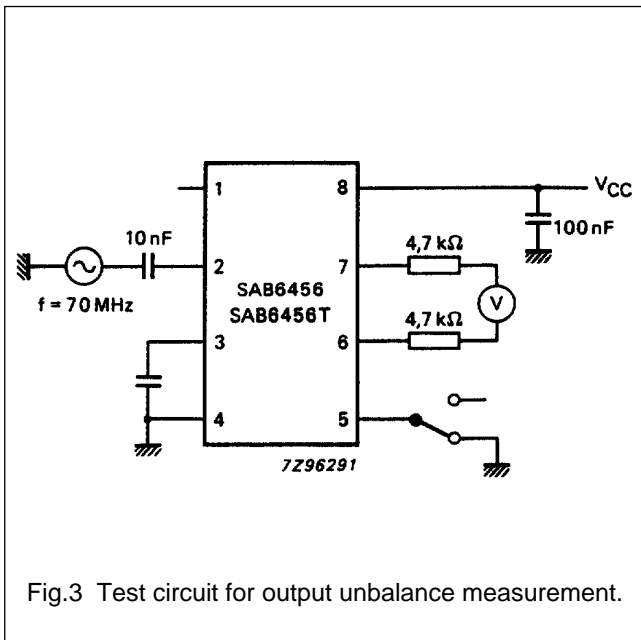 1
8
V_CC
10 nF
100 nF
4,7 kΩ
2
7
f = 70 MHz
SAB6456
SAB6456T
V
4,7 kΩ
3
6
4
5
7Z96291
Fig.3 Test circuit for output unbalance measurement.